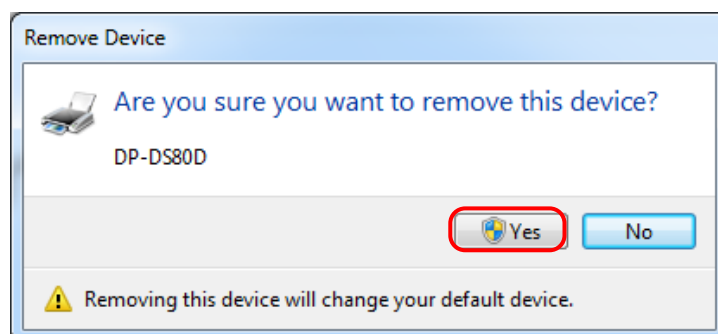 Remove Device
Are you sure you want to remove this device?
DP-DS80D
Yes No
Removing this device will change your default device.